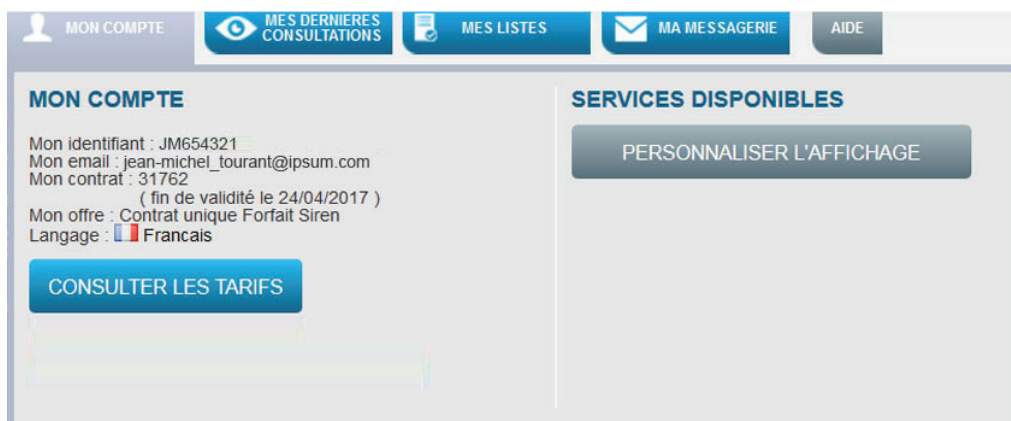 MON COMPTE
MES DERNIERES
CONSULTATIONS
MES LISTES
MA MESSAGERIE
AIDE
MON COMPTE
Mon identifiant : JM654321
Mon email : jean-michel_tourant@ipsum.com
Mon contrat : 31762
( fin de validité le 24/04/2017 )
Mon offre : Contrat unique Forfait Siren
Langage : Francais
CONSULTER LES TARIFS
SERVICES DISPONIBLES
PERSONNALISER L'AFFICHAGE